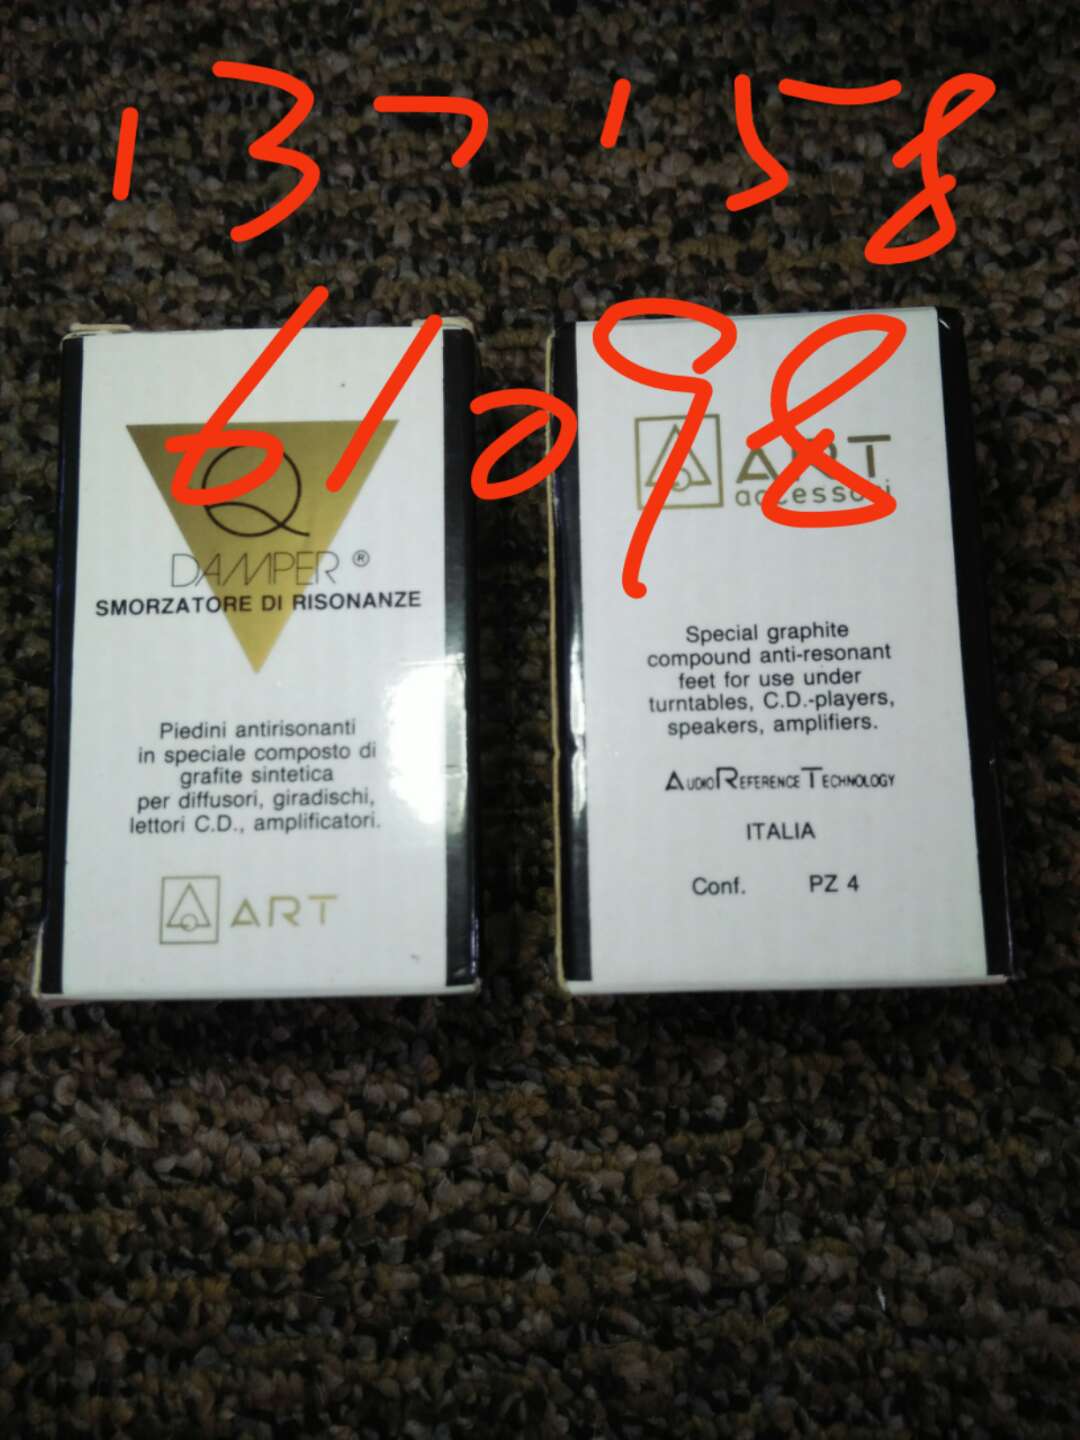 137158
61098
Q
DAMPER®
SMORZATORE DI RISONANZE
Piedini antirisonanti
in speciale composto di
grafite sintetica
per diffusori, giradischi,
lettori C.D., amplificatori.
ART
ART
accessori
Special graphite
compound anti-resonant
feet for use under
turntables, C.D.-players,
speakers, amplifiers.
AUDIO REFERENCE TECHNOLOGY
ITALIA
Conf. PZ 4